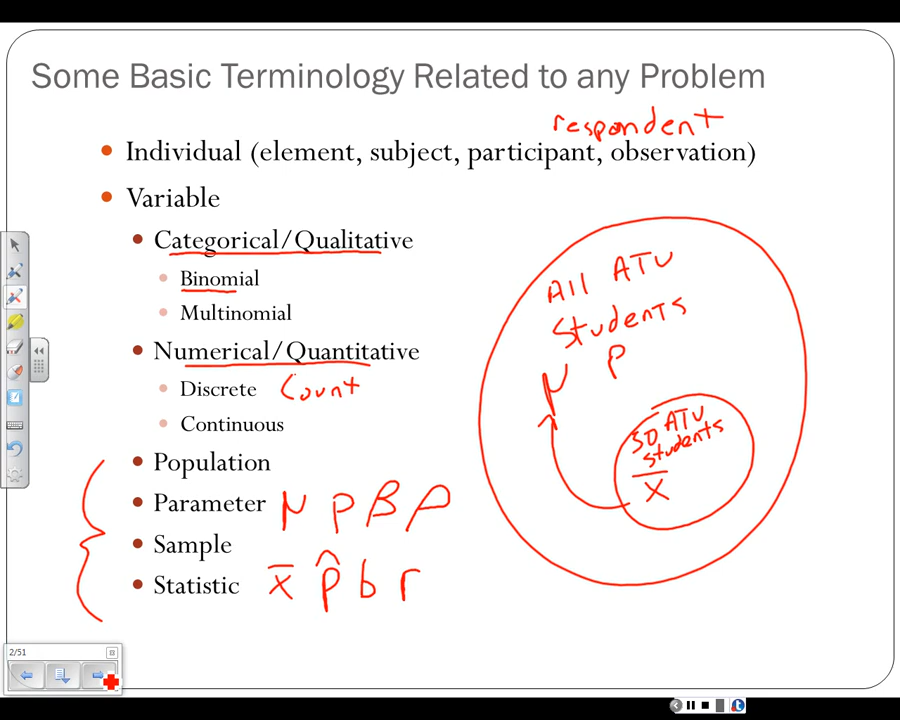 Some Basic Terminology Related to any Problem
respondent
Individual (element, subject, participant, observation)
Variable
Categorical/Qualitative
Binomial
Multinomial
Numerical/Quantitative
Discrete Count
Continuous
Population
Parameter μ p β ρ
Sample
Statistic x̄ p̂ b r
All ATU
Students
μ p
50 ATU
students
x̄
2/51